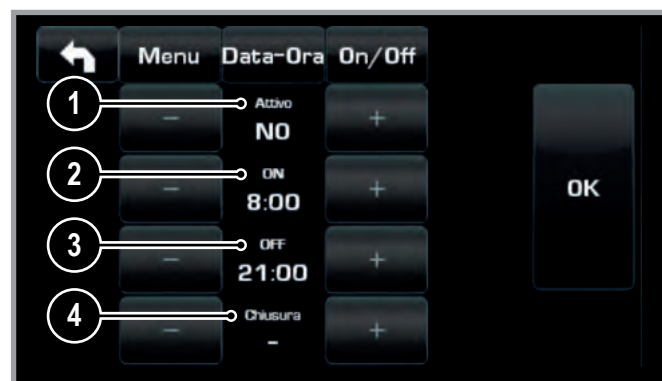 Menu Data-Ora On/Off
1 Attivo
- NO +
2 ON
- 8:00 +
OK
3 OFF
- 21:00 +
4 Chiusura
- - +